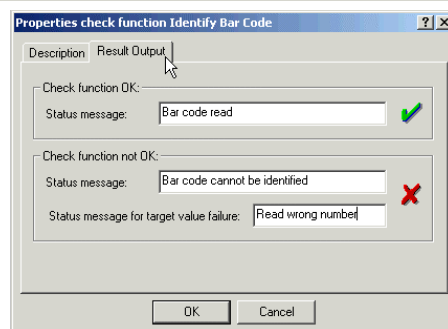 Properties check function Identify Bar Code
Description Result Output
Check function OK:
Status message: Bar code read
Check function not OK:
Status message: Bar code cannot be identified
Status message for target value failure: Read wrong number
OK Cancel